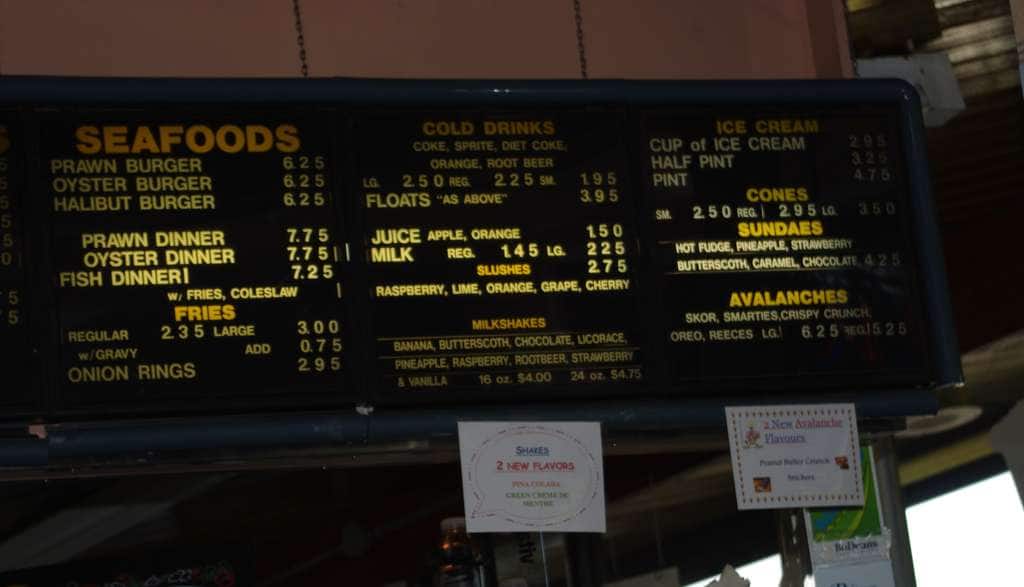 SEAFOODS
PRAWN BURGER 6.25
OYSTER BURGER 6.25
HALIBUT BURGER 6.25
PRAWN DINNER 7.75
OYSTER DINNER 7.75
FISH DINNER 7.25
w/ FRIES, COLESLAW
FRIES
REGULAR 2.35 LARGE 3.00
w/GRAVY ADD 0.75
ONION RINGS 2.95
COLD DRINKS
COKE, SPRITE, DIET COKE,
ORANGE, ROOT BEER
LG. 2.50 REG. 2.25 SM. 1.95
FLOATS "AS ABOVE" 3.95
JUICE APPLE, ORANGE 1.50
MILK REG. 1.45 LG. 2.25
SLUSHES 2.75
RASPBERRY, LIME, ORANGE, GRAPE, CHERRY
MILKSHAKES
BANANA, BUTTERSCOTH, CHOCOLATE, LICORACE,
PINEAPPLE, RASPBERRY, ROOTBEER, STRAWBERRY
& VANILLA 16 oz. $4.00 24 oz. $4.75
ICE CREAM
CUP of ICE CREAM 2.95
HALF PINT 3.25
PINT 4.75
CONES
SM. 2.50 REG. 2.95 LG. 3.50
SUNDAES
HOT FUDGE, PINEAPPLE, STRAWBERRY
BUTTERSCOTH, CARAMEL, CHOCOLATE 4.25
AVALANCHES
SKOR, SMARTIES,CRISPY CRUNCH,
OREO, REECES LG. 6.25 REG. 5.25
SHAKES
2 NEW FLAVORS
PINA COLADA
GREEN CREME DE
MENTHE
2 New Avalanche
Flavours
Peanut Butter Crunch
Snickers
BoDeans